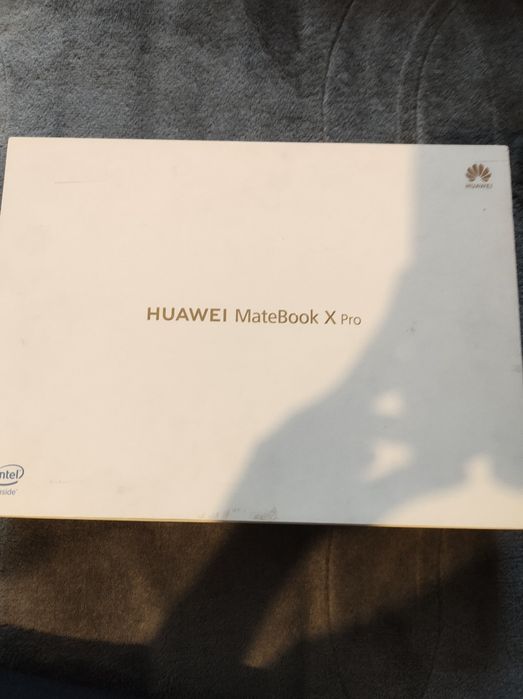 HUAWEI
HUAWEI MateBook X Pro
intel
inside